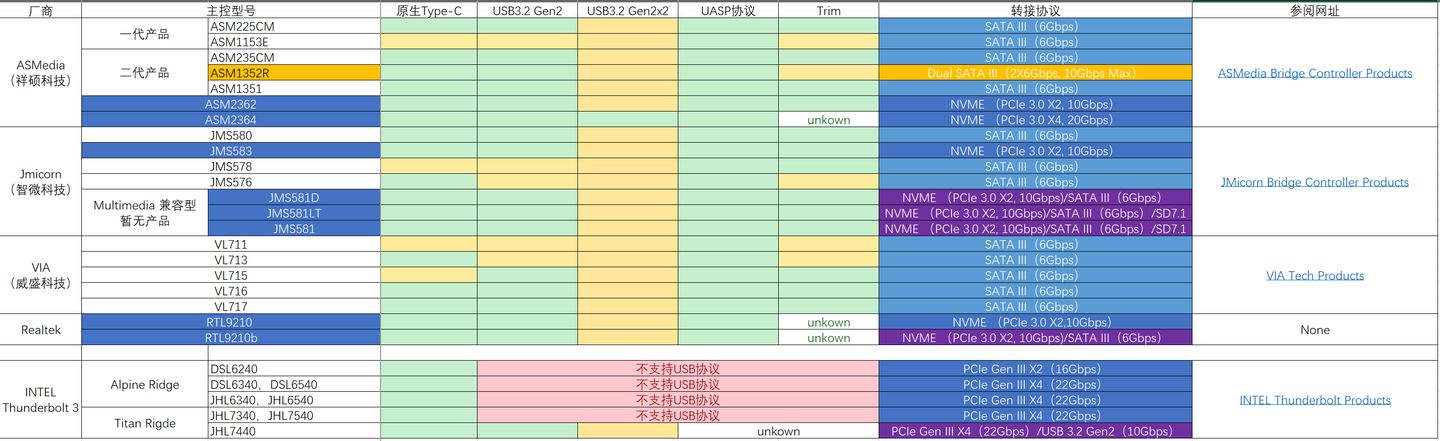 厂商 主控型号 原生Type-C USB3.2 Gen2 USB3.2 Gen2x2 UASP协议 Trim 转接协议 参阅网址
ASMedia
（祥硕科技）
一代产品
ASM225CM SATA III（6Gbps）
ASM1153E SATA III（6Gbps）
二代产品
ASM235CM SATA III（6Gbps）
ASM1352R Dual SATA III（2X6Gbps, 10Gbps Max）
ASM1351 SATA III（6Gbps）
ASM2362 NVME （PCIe 3.0 X2, 10Gbps）
ASM2364 unkown NVME （PCIe 3.0 X4, 20Gbps）
ASMedia Bridge Controller Products
Jmicorn
（智微科技）
JMS580 SATA III（6Gbps）
JMS583 NVME （PCIe 3.0 X2, 10Gbps）
JMS578 SATA III（6Gbps）
JMS576 SATA III（6Gbps）
Multimedia 兼容型
暂无产品
JMS581D NVME （PCIe 3.0 X2, 10Gbps)/SATA III（6Gbps）
JMS581LT NVME （PCIe 3.0 X2, 10Gbps)/SATA III（6Gbps）/SD7.1
JMS581 NVME （PCIe 3.0 X2, 10Gbps)/SATA III（6Gbps）/SD7.1
JMicorn Bridge Controller Products
VIA
（威盛科技）
VL711 SATA III（6Gbps）
VL713 SATA III（6Gbps）
VL715 SATA III（6Gbps）
VL716 SATA III（6Gbps）
VL717 SATA III（6Gbps）
VIA Tech Products
Realtek
RTL9210 unkown NVME （PCIe 3.0 X2,10Gbps）
RTL9210b unkown NVME （PCIe 3.0 X2, 10Gbps)/SATA III（6Gbps）
None
INTEL
Thunderbolt 3
Alpine Ridge
DSL6240 不支持USB协议 PCIe Gen III X2（16Gbps）
DSL6340，DSL6540 不支持USB协议 PCIe Gen III X4（22Gbps）
JHL6340，JHL6540 不支持USB协议 PCIe Gen III X4（22Gbps）
Titan Rigde
JHL7340，JHL7540 不支持USB协议 PCIe Gen III X4（22Gbps）
JHL7440 unknow PCIe Gen III X4（22Gbps）/USB 3.2 Gen2（10Gbps）
INTEL Thunderbolt Products